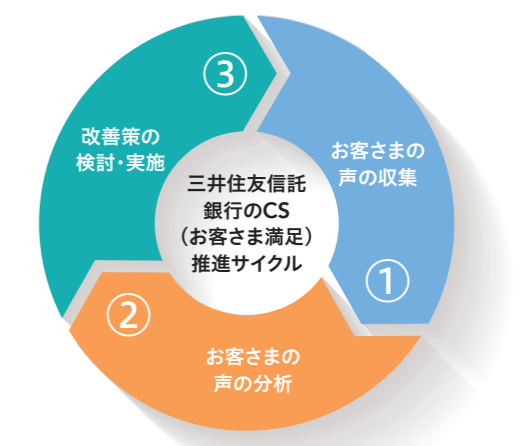 三井住友信託
銀行のCS
(お客さま満足)
推進サイクル
お客さまの
声の収集
①
②
お客さまの
声の分析
③
改善策の
検討・実施